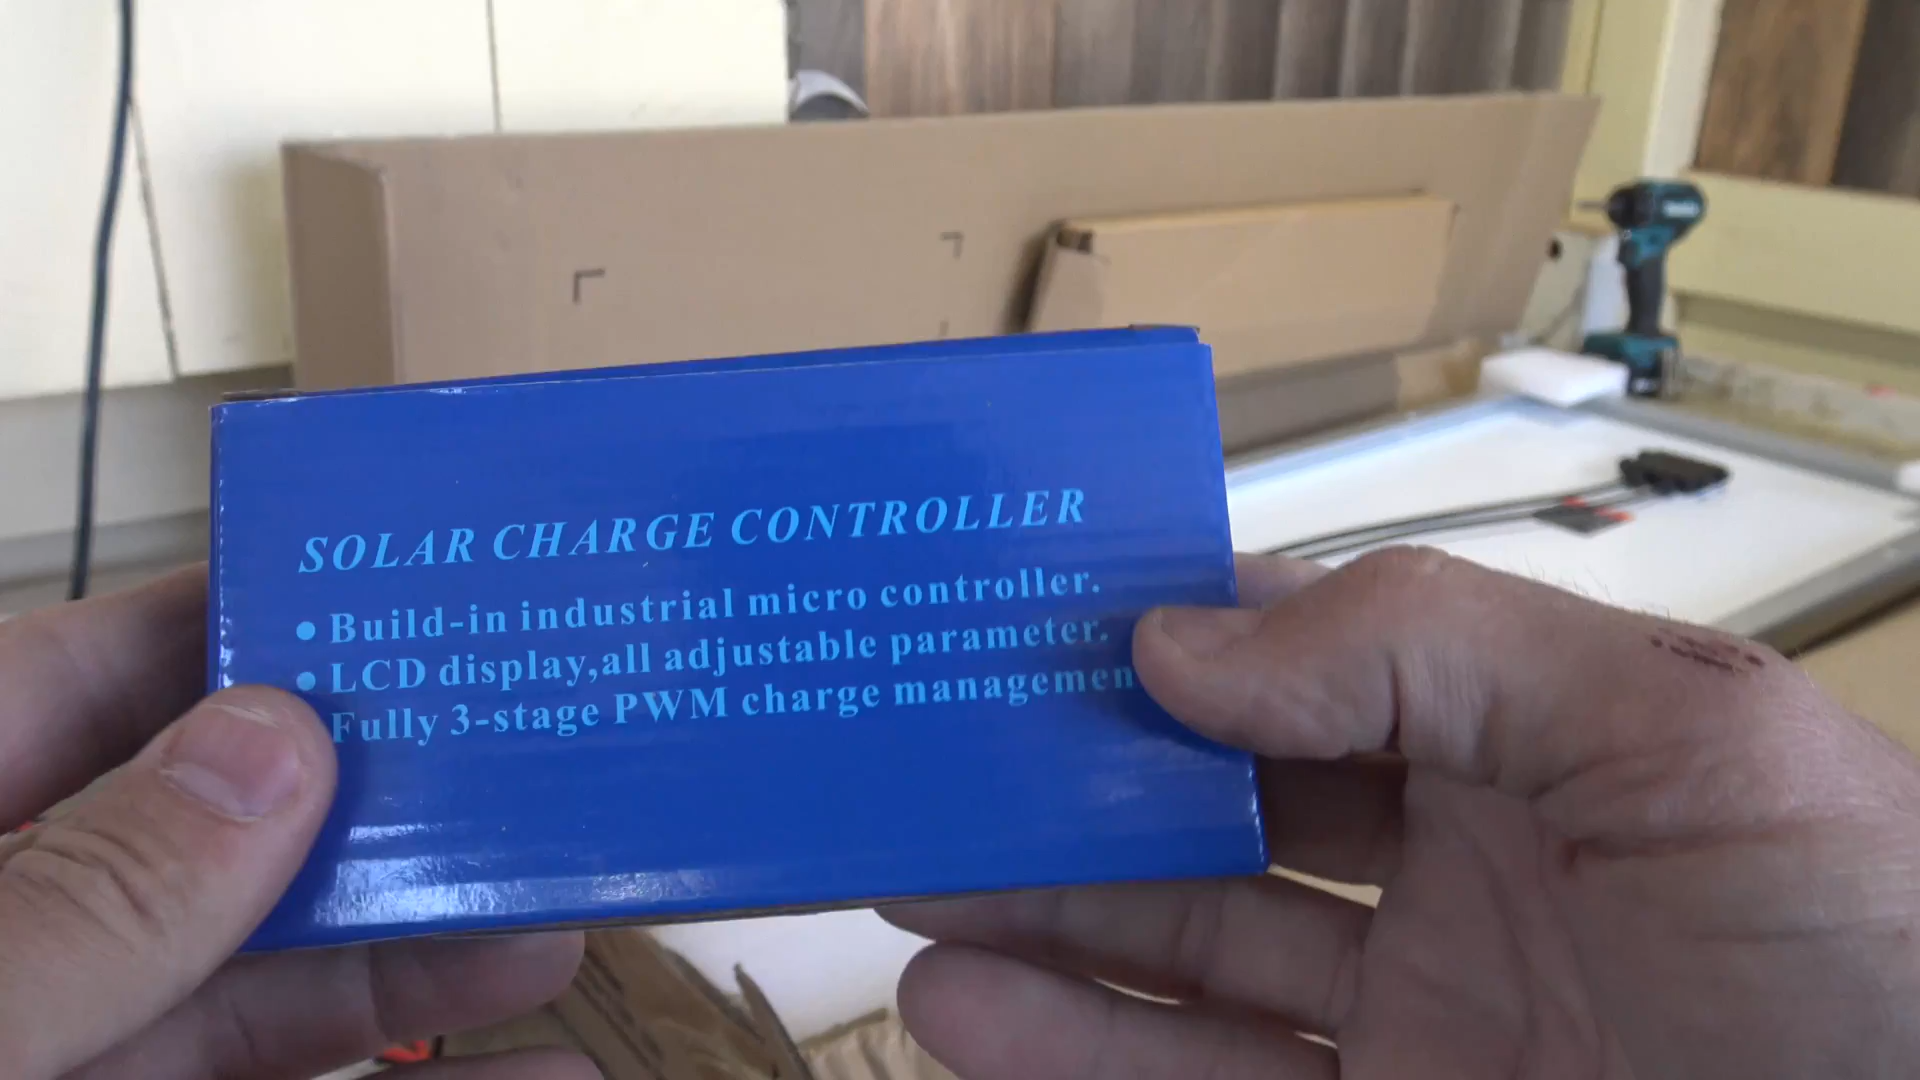 SOLAR CHARGE CONTROLLER
• Build-in industrial micro controller.
• LCD display,all adjustable parameter.
Fully 3-stage PWM charge managemen